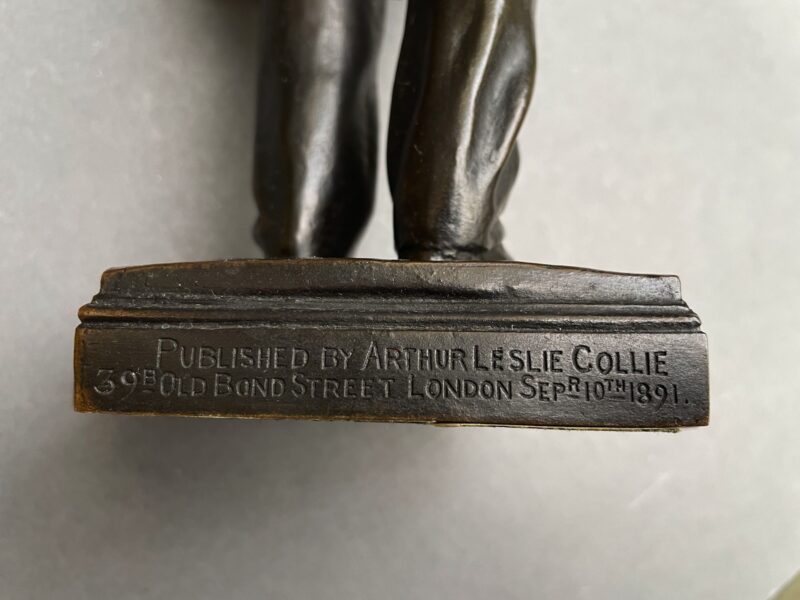 PUBLISHED BY ARTHUR LESLIE COLLIE
39B OLD BOND STREET LONDON SEPR 10TH 1891.